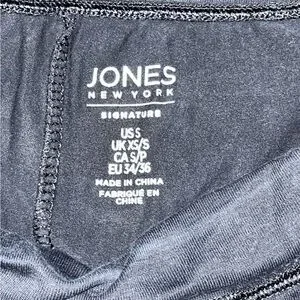 JONES
NEW YORK
SIGNATURE
US S
UK XS/S
CA S/P
EU 34/36
MADE IN CHINA
FABRIQUÉ EN
CHINE